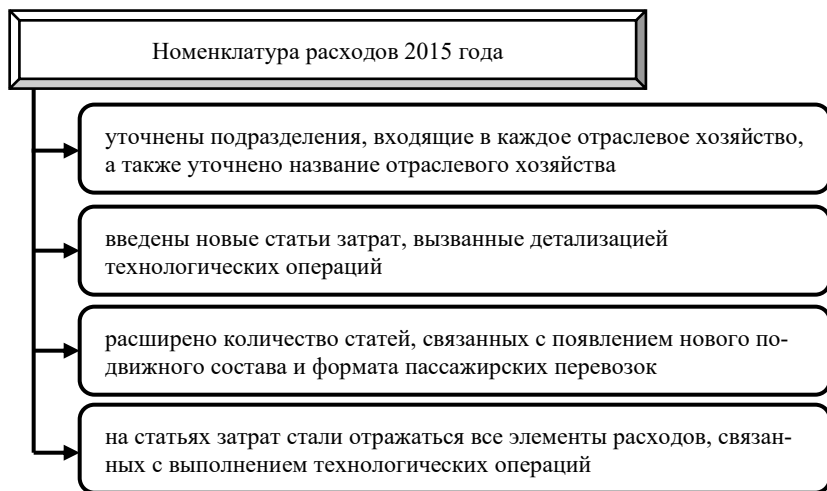 Номенклатура расходов 2015 года
уточнены подразделения, входящие в каждое отраслевое хозяйство,
а также уточнено название отраслевого хозяйства
введены новые статьи затрат, вызванные детализацией
технологических операций
расширено количество статей, связанных с появлением нового по-
движного состава и формата пассажирских перевозок
на статьях затрат стали отражаться все элементы расходов, связан-
ных с выполнением технологических операций